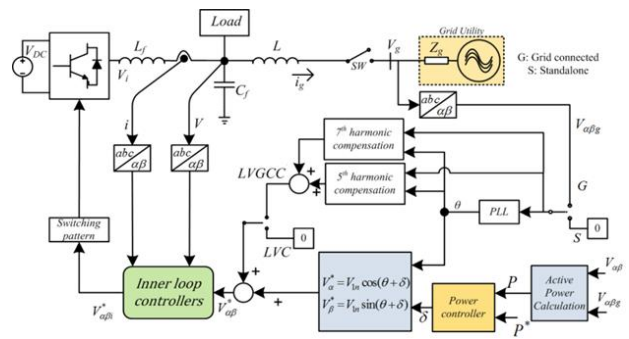 Load
Grid Utility
V_DC
L_f
V_i
L
i_g
SW
V_g
Z_g
G: Grid connected
S: Standalone
C_f
i
V
abc
αβ
abc
αβ
abc
αβ
V_αβg
7th harmonic
compensation
5th harmonic
compensation
LVGCC
+
+
θ
PLL
G
S
0
0
LVC
Switching
pattern
Inner loop
controllers
V*_αβi
V*_αβ
+
+
V*_α = V_1n cos(θ+δ)
V*_β = V_1n sin(θ+δ)
δ
Power
controller
P
P*
Active
Power
Calculation
V_αβ
V_αβg